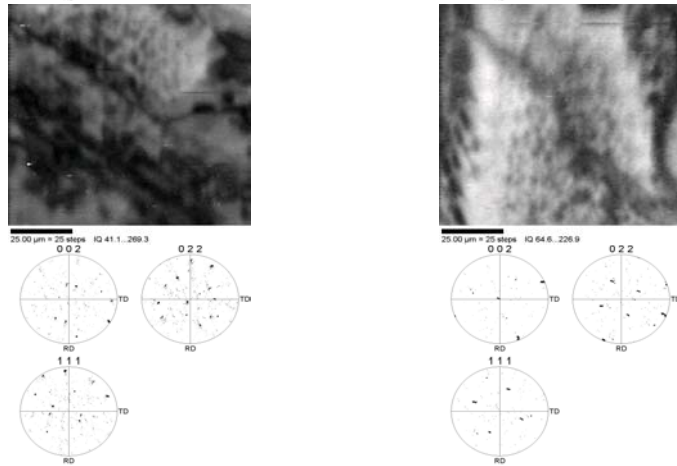 25.00 µm = 25 steps IQ 41.1...269.3
0 0 2
0 2 2
TD
TD
RD
RD
1 1 1
TD
RD
25.00 µm = 25 steps IQ 64.6...226.9
0 0 2
0 2 2
TD
RD
RD
1 1 1
TD
RD